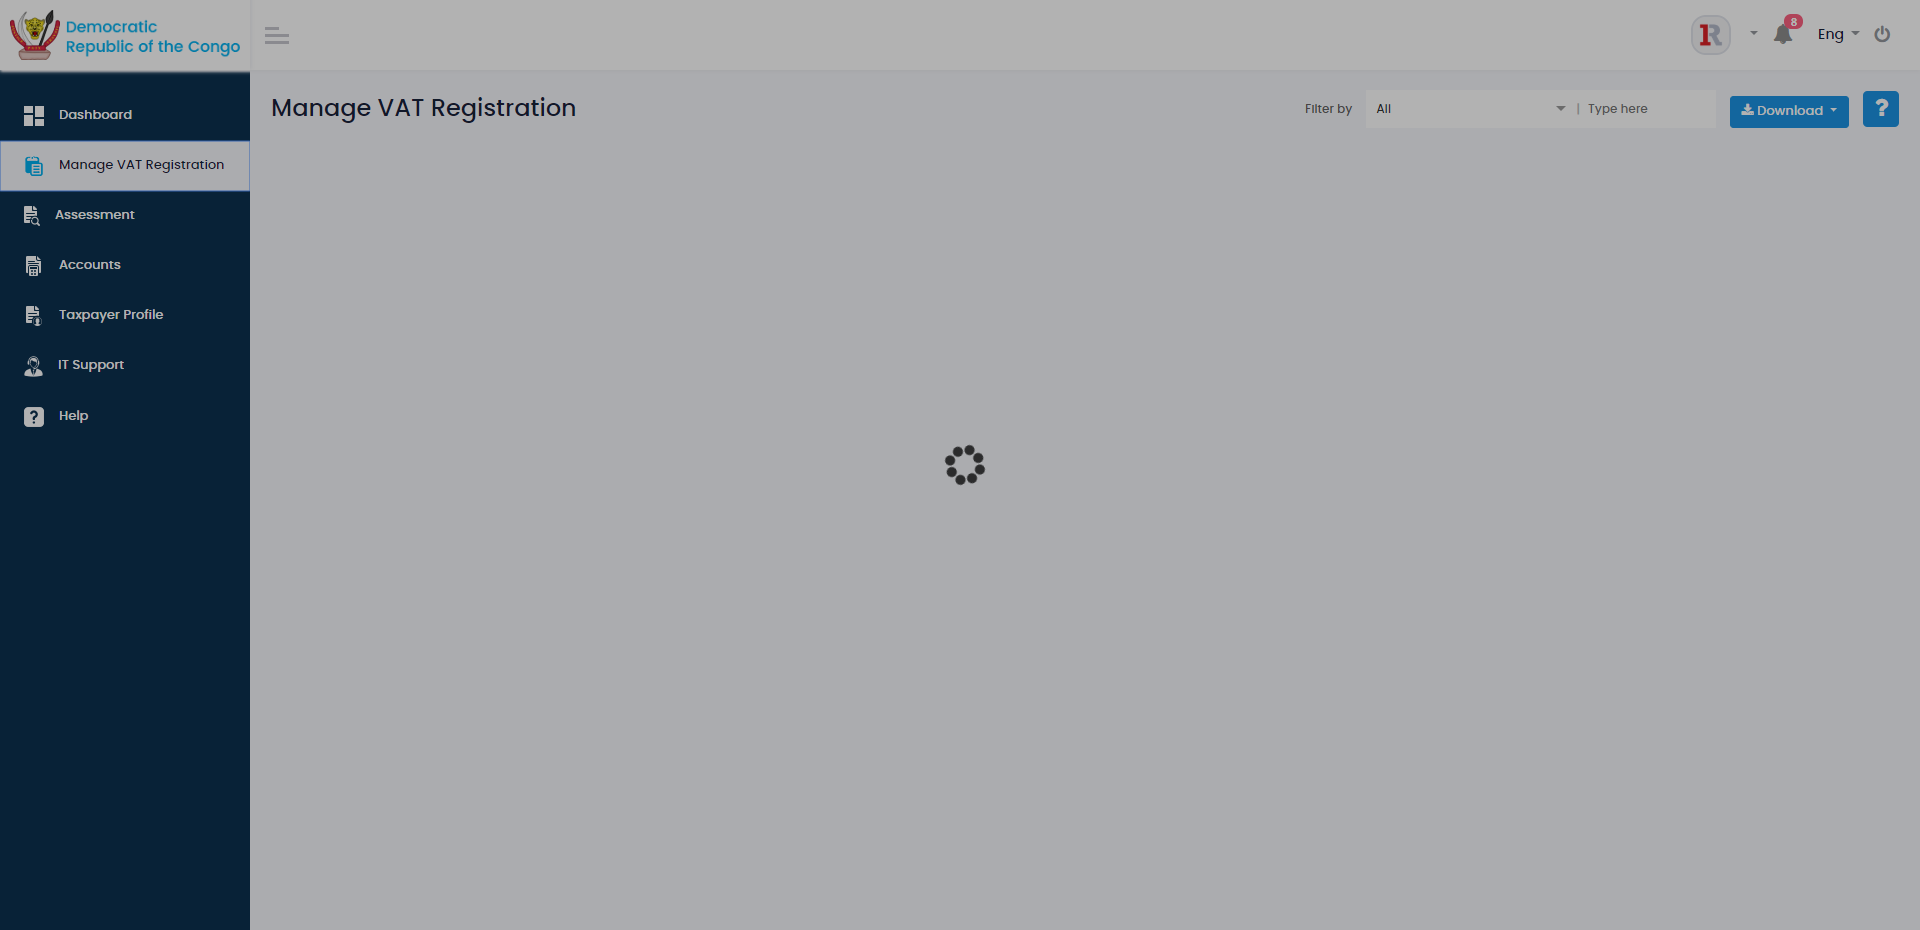 Democratic
Republic of the Congo
8
Eng
Dashboard
Manage VAT Registration
Assessment
Accounts
Taxpayer Profile
IT Support
Help
Manage VAT Registration
Filter by
All
| Type here
Download
?